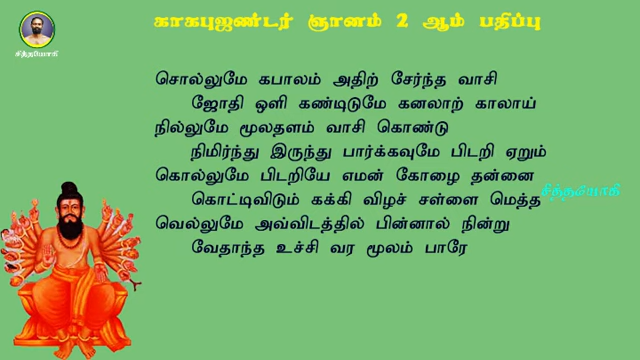 காகபுஜண்டர் ஞானம் 2 ஆம் பதிப்பு
சித்தயோகி
சொல்லுமே கபாலம் அதிற் சேர்ந்த வாசி
ஜோதி ஒளி கண்டிடுமே கனலாற் காலாய்
நில்லுமே மூலதளம் வாசி கொண்டு
நிமிர்ந்து இருந்து பார்க்கவுமே பிடறி ஏறும்
கொல்லுமே பிடறியே எமன் கோழை தன்னை
கொட்டிவிடும் கக்கி விழச் சள்ளை மெத்த
சித்தயோகி
வெல்லுமே அவ்விடத்தில் பின்னால் நின்று
வேதாந்த உச்சி வர மூலம் பாரே